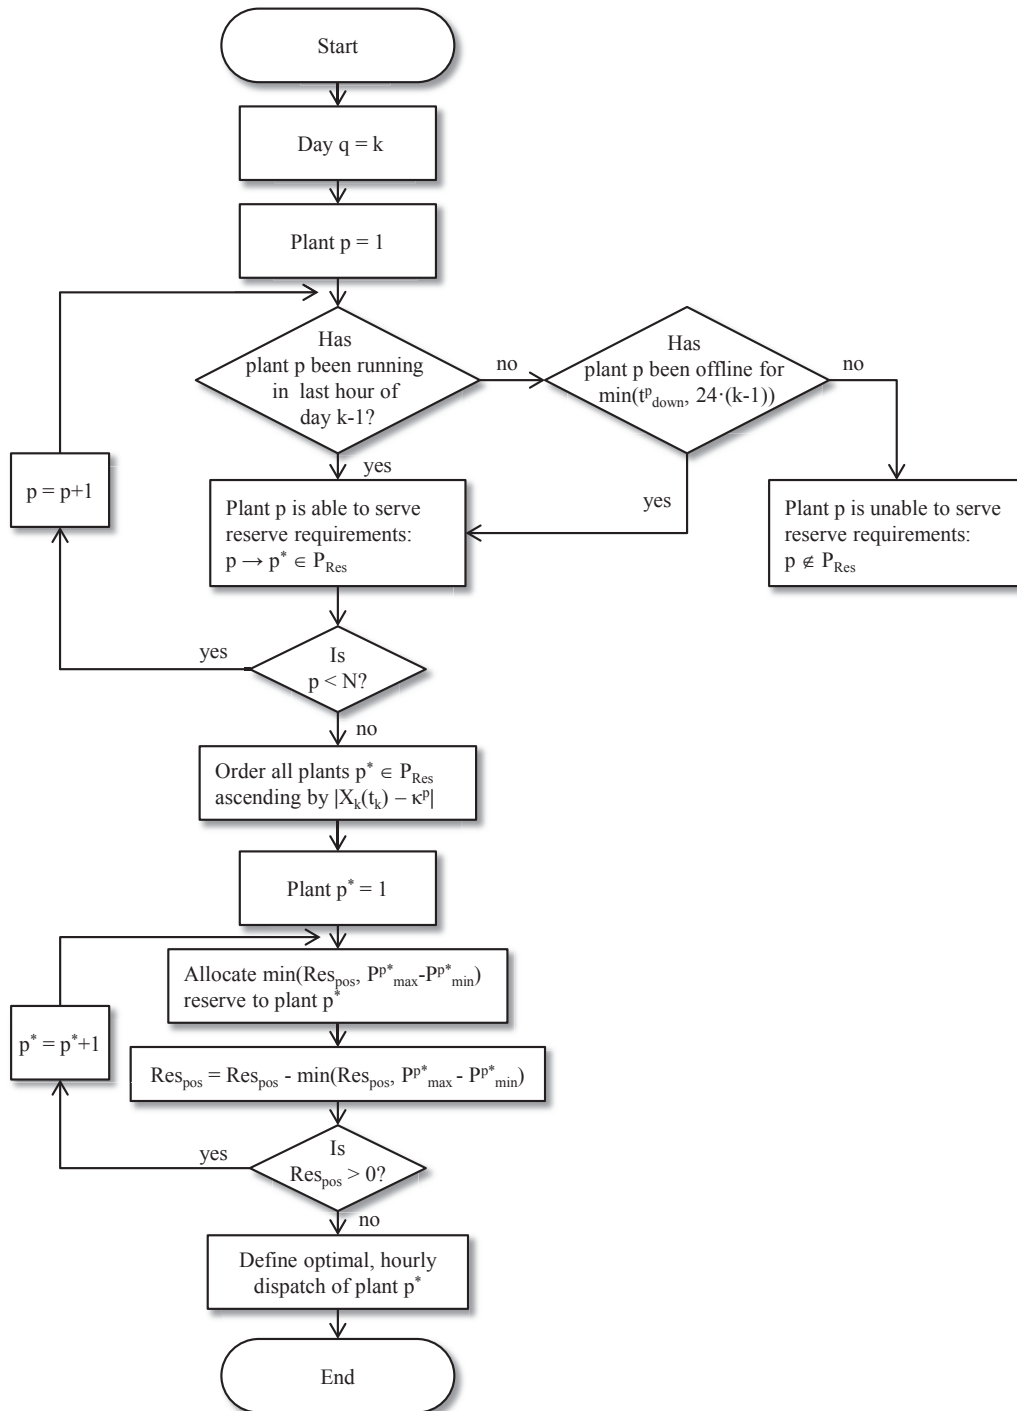 Start
Day q = k
Plant p = 1
Has
plant p been running
in last hour of
day k-1?
no
Has
plant p been offline for
min(tᵖdown, 24·(k-1))
no
yes
yes
p = p+1
Plant p is able to serve
reserve requirements:
p → p* ∈ PRes
Plant p is unable to serve
reserve requirements:
p ∉ PRes
yes
Is
p < N?
no
Order all plants p* ∈ PRes
ascending by |Xk(tk) – κᵖ|
Plant p* = 1
Allocate min(Respos, Pᵖ*max-Pᵖ*min)
reserve to plant p*
p* = p*+1
Respos = Respos - min(Respos, Pᵖ*max - Pᵖ*min)
yes
Is
Respos > 0?
no
Define optimal, hourly
dispatch of plant p*
End